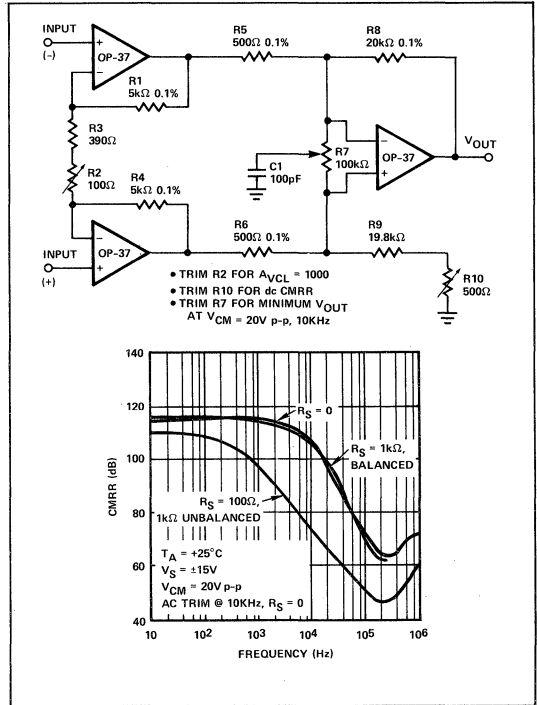 INPUT
(-)
+
OP-37
-
R1
5kΩ 0.1%
R5
500Ω 0.1%
R8
20kΩ 0.1%
R3
390Ω
R2
100Ω
R4
5kΩ 0.1%
C1
100pF
R7
100kΩ
-
OP-37
+
VOUT
INPUT
(+)
-
OP-37
+
R6
500Ω 0.1%
R9
19.8kΩ
R10
500Ω
• TRIM R2 FOR AVCL = 1000
• TRIM R10 FOR dc CMRR
• TRIM R7 FOR MINIMUM VOUT
AT VCM = 20V p-p, 10KHz
140
120
100
80
60
40
CMRR (dB)
RS = 0
RS = 1kΩ,
BALANCED
RS = 100Ω,
1kΩ UNBALANCED
TA = +25°C
VS = ±15V
VCM = 20V p-p
AC TRIM @ 10KHz, RS = 0
10 10² 10³ 10⁴ 10⁵ 10⁶
FREQUENCY (Hz)